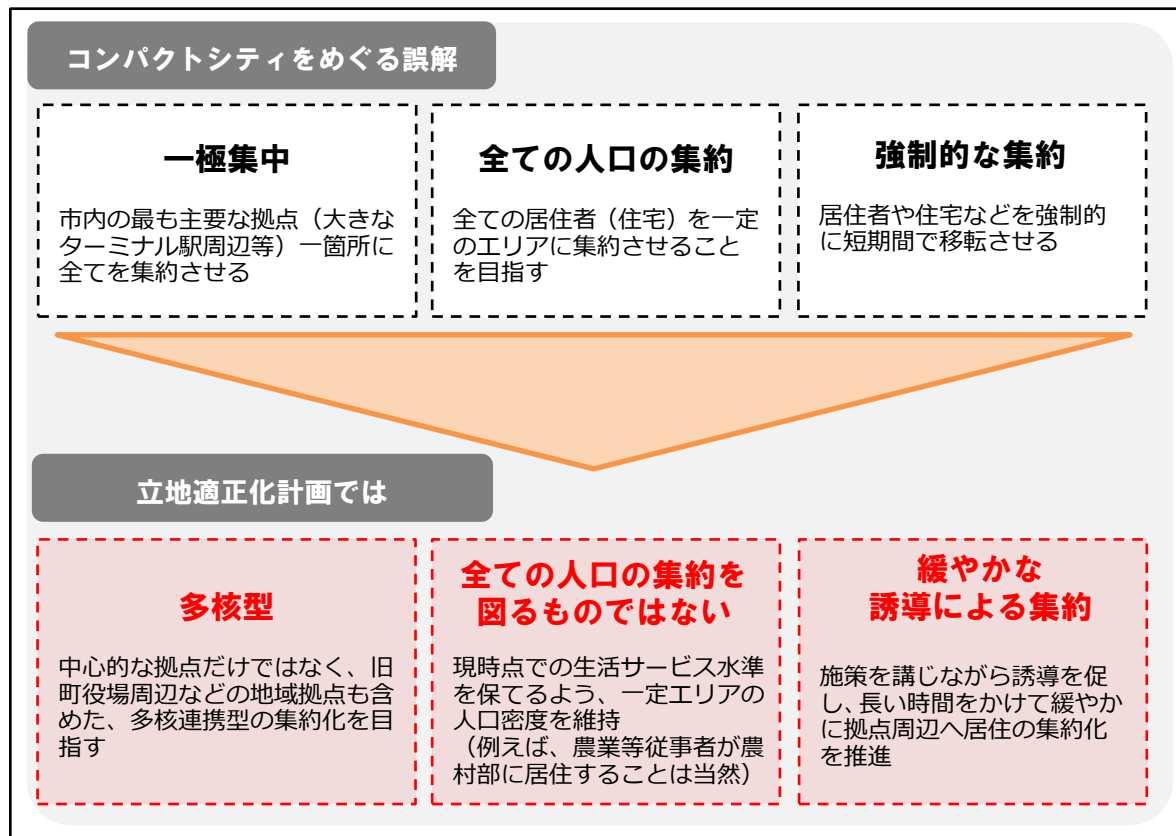 コンパクトシティをめぐる誤解
一極集中
市内の最も主要な拠点（大きな
ターミナル駅周辺等）一箇所に
全てを集約させる
全ての人口の集約
全ての居住者（住宅）を一定
のエリアに集約させること
を目指す
強制的な集約
居住者や住宅などを強制的
に短期間で移転させる
立地適正化計画では
多核型
中心的な拠点だけではなく、旧
町役場周辺などの地域拠点も含
めた、多核連携型の集約化を目
指す
全ての人口の集約を
図るものではない
現時点での生活サービス水準
を保てるよう、一定エリアの
人口密度を維持
（例えば、農業等従事者が農
村部に居住することは当然）
緩やかな
誘導による集約
施策を講じながら誘導を促
し、長い時間をかけて緩やか
に拠点周辺へ居住の集約化
を推進